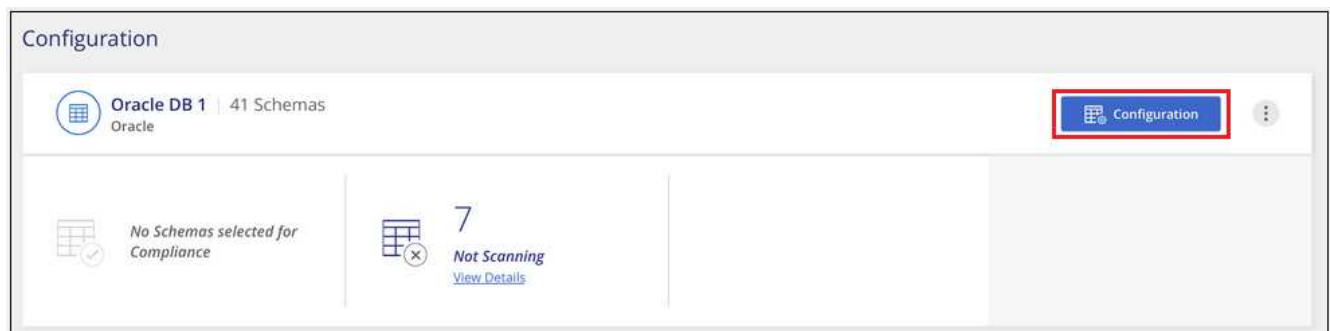 Configuration
Oracle DB 1 | 41 Schemas
Oracle
Configuration
No Schemas selected for
Compliance
7
Not Scanning
View Details